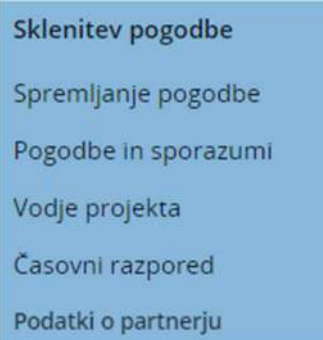 Sklenitev pogodbe
Spremljanje pogodbe
Pogodbe in sporazumi
Vodje projekta
Časovni razpored
Podatki o partnerju